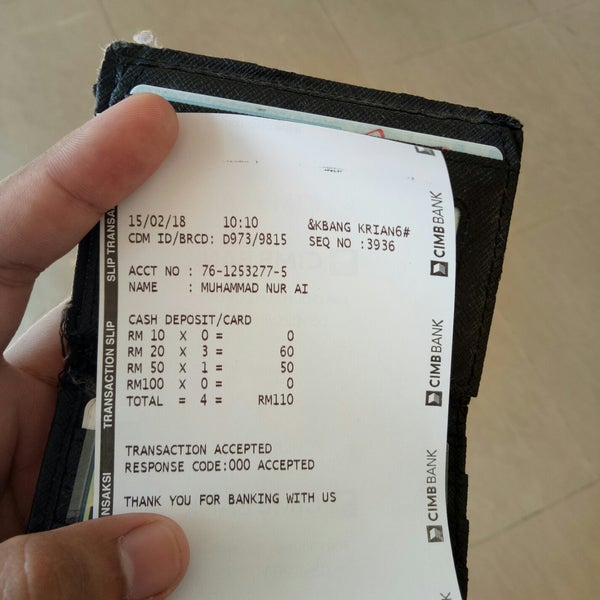 15/02/18 10:10 &KBANG KRIAN6#
CDM ID/BRCD: D973/9815 SEQ NO :3936
ACCT NO : 76-1253277-5
NAME : MUHAMMAD NUR AI
CASH DEPOSIT/CARD
RM 10 X 0 = 0
RM 20 X 3 = 60
RM 50 X 1 = 50
RM100 X 0 = 0
TOTAL = 4 = RM110
TRANSACTION ACCEPTED
RESPONSE CODE:000 ACCEPTED
THANK YOU FOR BANKING WITH US
SLIP TRANSA
TRANSACTION SLIP
NSAKSI
CIMB BANK
CIMB BANK
CIMB BANK
CIMB